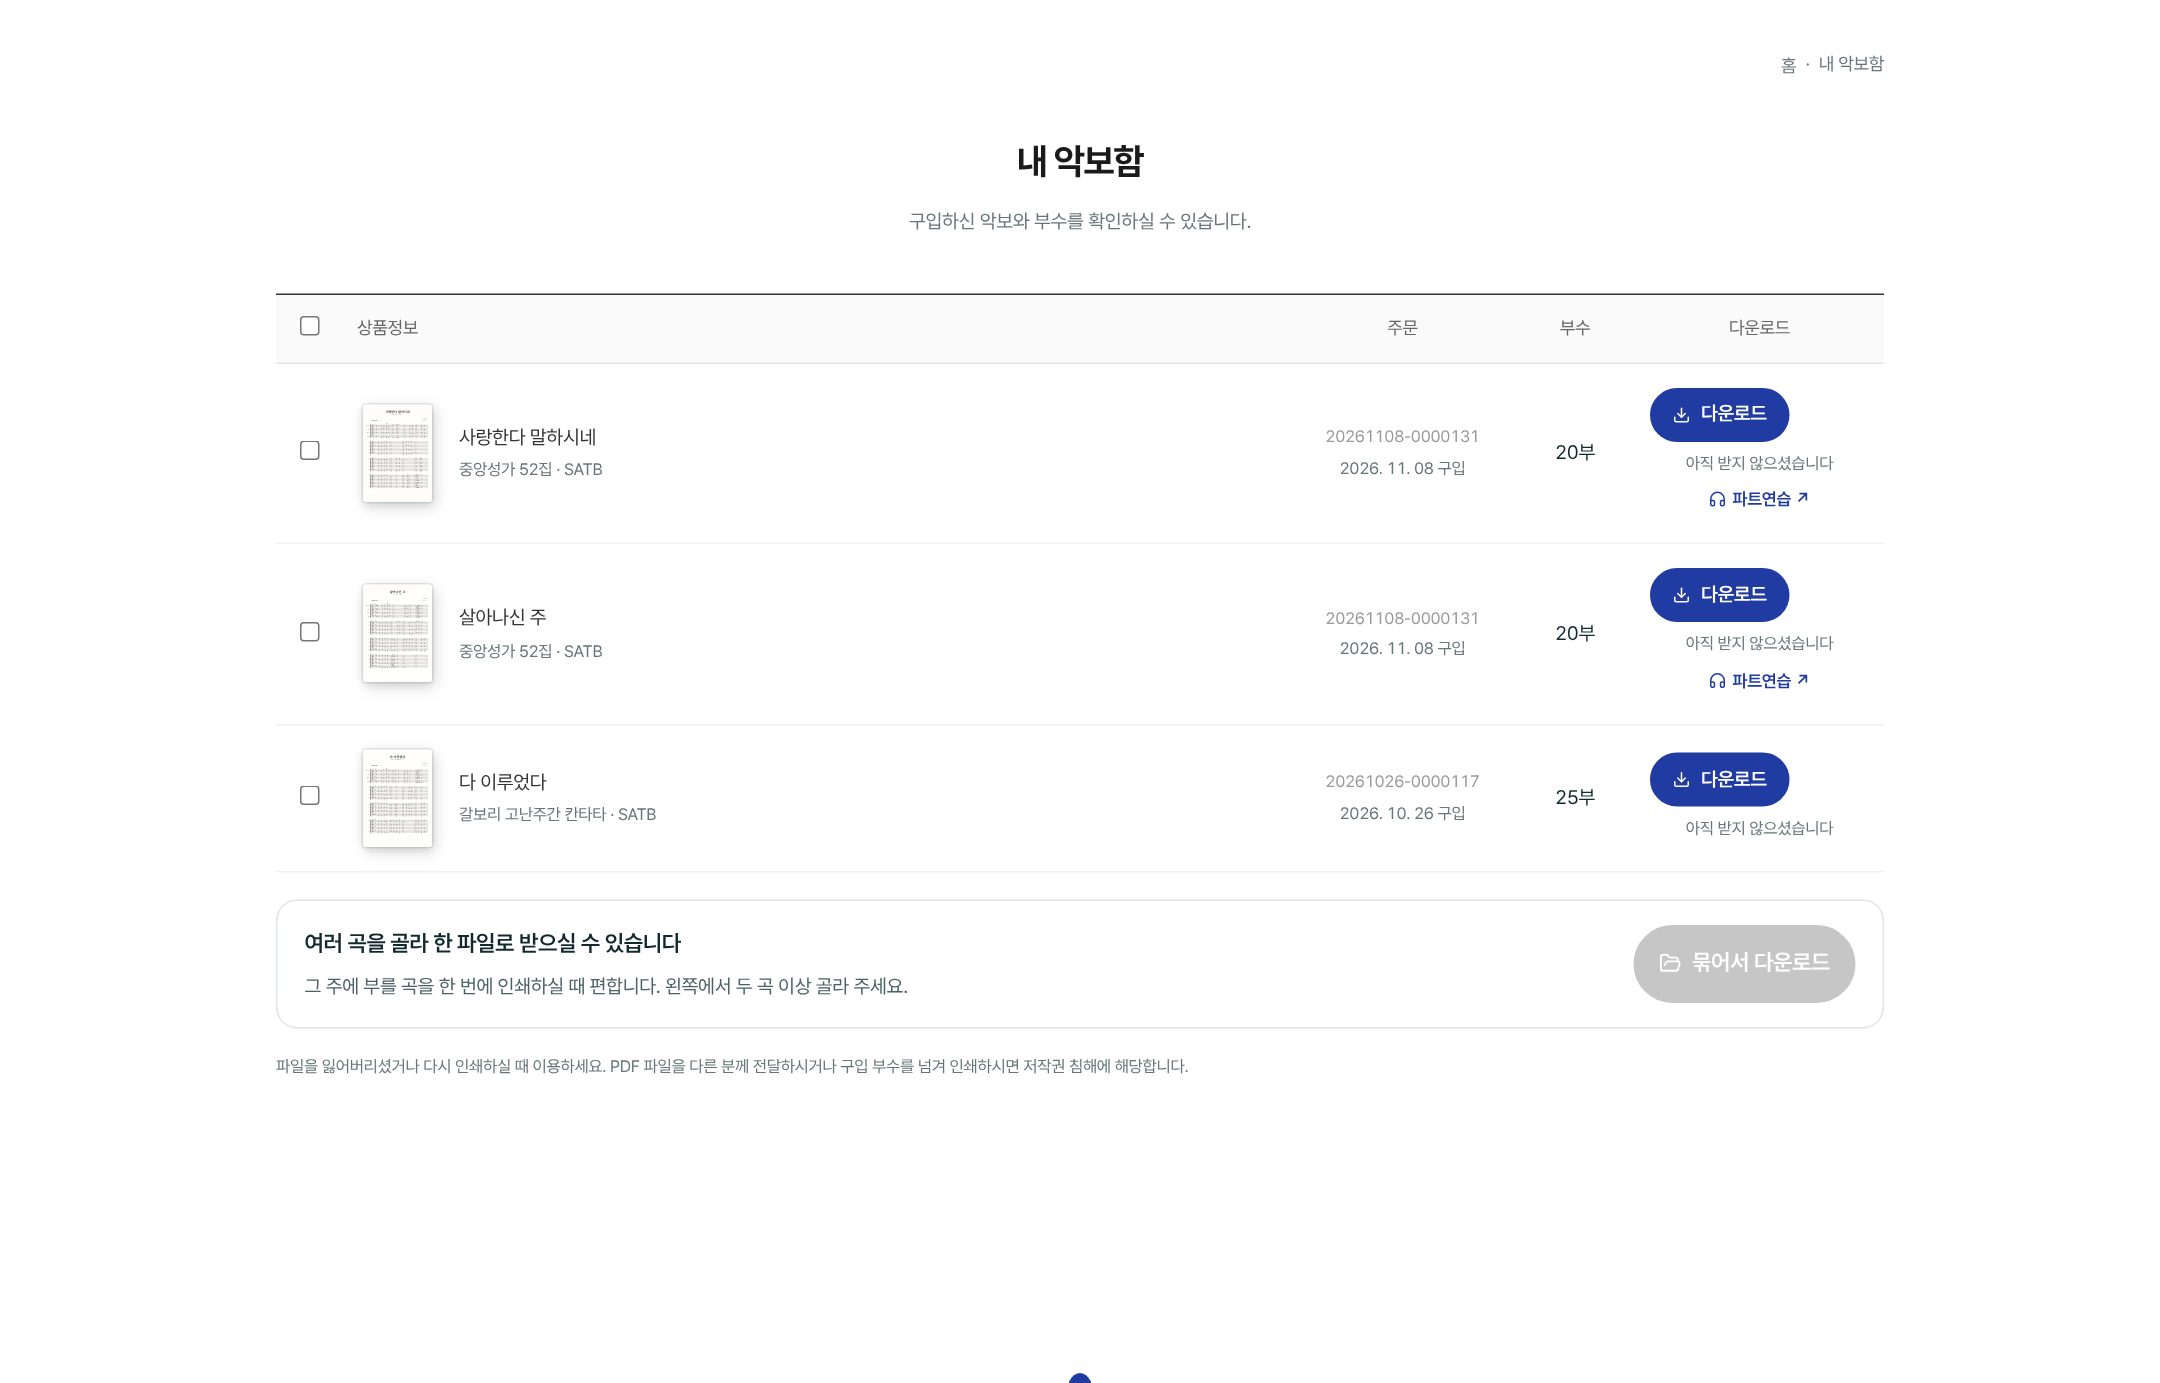 홈 · 내 악보함
내 악보함
구입하신 악보와 부수를 확인하실 수 있습니다.
상품정보 주문 부수 다운로드
사랑한다 말하시네
중앙성가 52집 · SATB
20261108-0000131
2026. 11. 08 구입
20부
다운로드
아직 받지 않으셨습니다
파트연습
살아나신 주
중앙성가 52집 · SATB
20261108-0000131
2026. 11. 08 구입
20부
다운로드
아직 받지 않으셨습니다
파트연습
다 이루었다
갈보리 고난주간 칸타타 · SATB
20261026-0000117
2026. 10. 26 구입
25부
다운로드
아직 받지 않으셨습니다
여러 곡을 골라 한 파일로 받으실 수 있습니다
그 주에 부를 곡을 한 번에 인쇄하실 때 편합니다. 왼쪽에서 두 곡 이상 골라 주세요.
묶어서 다운로드
파일을 잃어버리셨거나 다시 인쇄하실 때 이용하세요. PDF 파일을 다른 분께 전달하시거나 구입 부수를 넘겨 인쇄하시면 저작권 침해에 해당합니다.